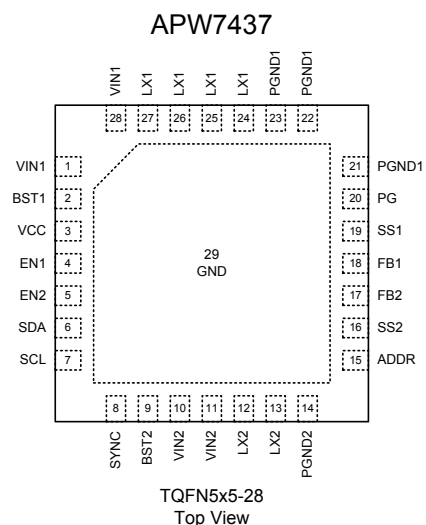 APW7437
VIN1
LX1
LX1
LX1
LX1
PGND1
PGND1
28
27
26
25
24
23
22
VIN1 1
BST1 2
VCC 3
EN1 4
EN2 5
SDA 6
SCL 7
29
GND
21 PGND1
20 PG
19 SS1
18 FB1
17 FB2
16 SS2
15 ADDR
8
9
10
11
12
13
14
SYNC
BST2
VIN2
VIN2
LX2
LX2
PGND2
TQFN5x5-28
Top View